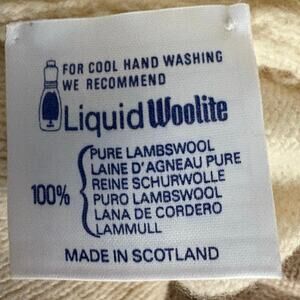 FOR COOL HAND WASHING
WE RECOMMEND
Liquid Woolite
100%
PURE LAMBSWOOL
LAINE D'AGNEAU PURE
REINE SCHURWOLLE
PURO LAMBSWOOL
LANA DE CORDERO
LAMMULL
MADE IN SCOTLAND